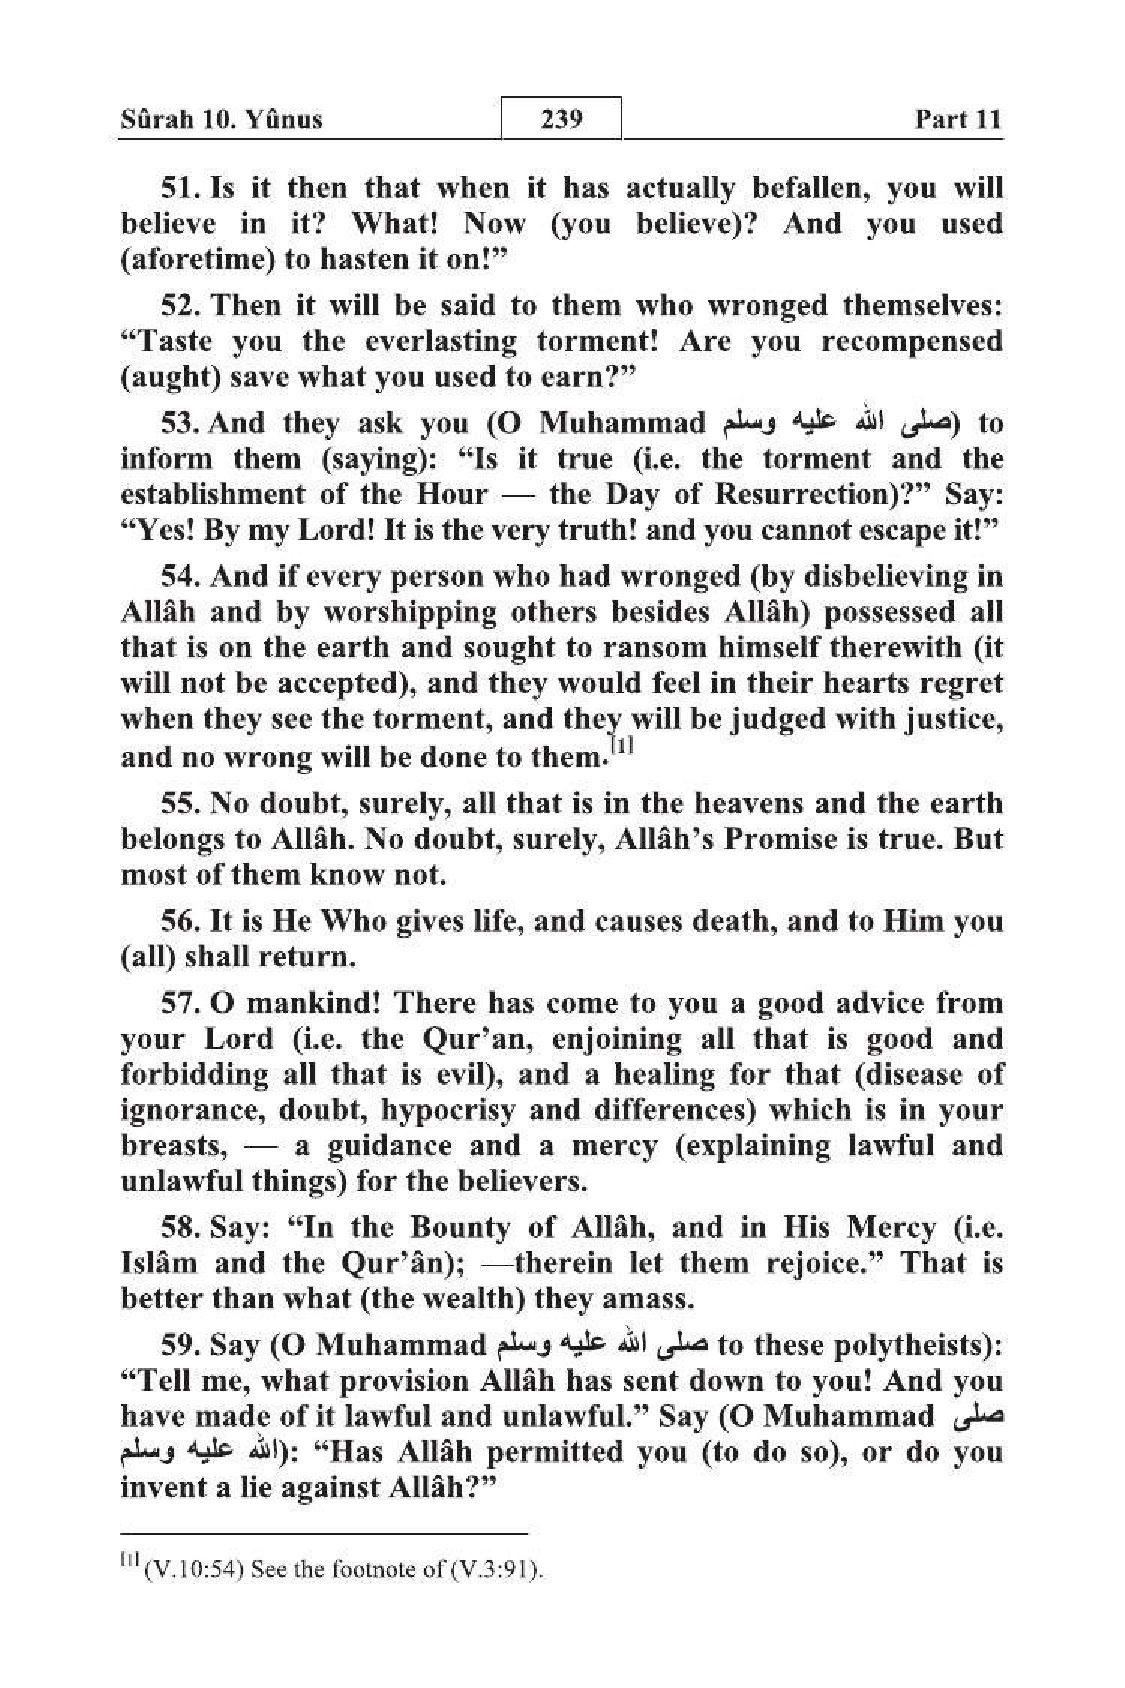 Sûrah 10. Yûnus 239 Part 11
51. Is it then that when it has actually befallen, you will
believe in it? What! Now (you believe)? And you used
(aforetime) to hasten it on!”
52. Then it will be said to them who wronged themselves:
“Taste you the everlasting torment! Are you recompensed
(aught) save what you used to earn?”
53. And they ask you (O Muhammad صلى الله عليه وسلم) to
inform them (saying): “Is it true (i.e. the torment and the
establishment of the Hour — the Day of Resurrection)?” Say:
“Yes! By my Lord! It is the very truth! and you cannot escape it!”
54. And if every person who had wronged (by disbelieving in
Allâh and by worshipping others besides Allâh) possessed all
that is on the earth and sought to ransom himself therewith (it
will not be accepted), and they would feel in their hearts regret
when they see the torment, and they will be judged with justice,
and no wrong will be done to them.[1]
55. No doubt, surely, all that is in the heavens and the earth
belongs to Allâh. No doubt, surely, Allâh’s Promise is true. But
most of them know not.
56. It is He Who gives life, and causes death, and to Him you
(all) shall return.
57. O mankind! There has come to you a good advice from
your Lord (i.e. the Qur’an, enjoining all that is good and
forbidding all that is evil), and a healing for that (disease of
ignorance, doubt, hypocrisy and differences) which is in your
breasts, — a guidance and a mercy (explaining lawful and
unlawful things) for the believers.
58. Say: “In the Bounty of Allâh, and in His Mercy (i.e.
Islâm and the Qur’ân); —therein let them rejoice.” That is
better than what (the wealth) they amass.
59. Say (O Muhammad صلى الله عليه وسلم to these polytheists):
“Tell me, what provision Allâh has sent down to you! And you
have made of it lawful and unlawful.” Say (O Muhammad صلى
الله عليه وسلم): “Has Allâh permitted you (to do so), or do you
invent a lie against Allâh?”
[1] (V.10:54) See the footnote of (V.3:91).